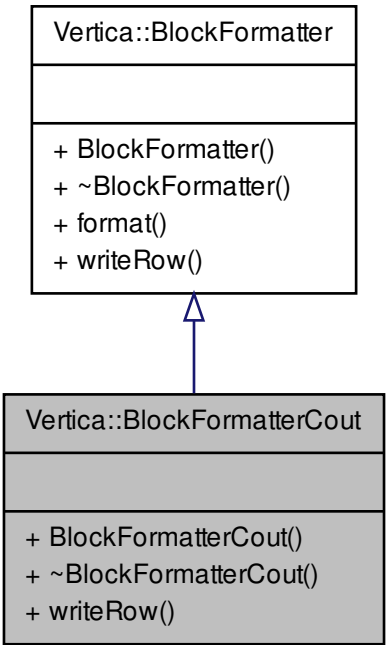 Vertica::BlockFormatter
+ BlockFormatter()
+ ~BlockFormatter()
+ format()
+ writeRow()
Vertica::BlockFormatterCout
+ BlockFormatterCout()
+ ~BlockFormatterCout()
+ writeRow()